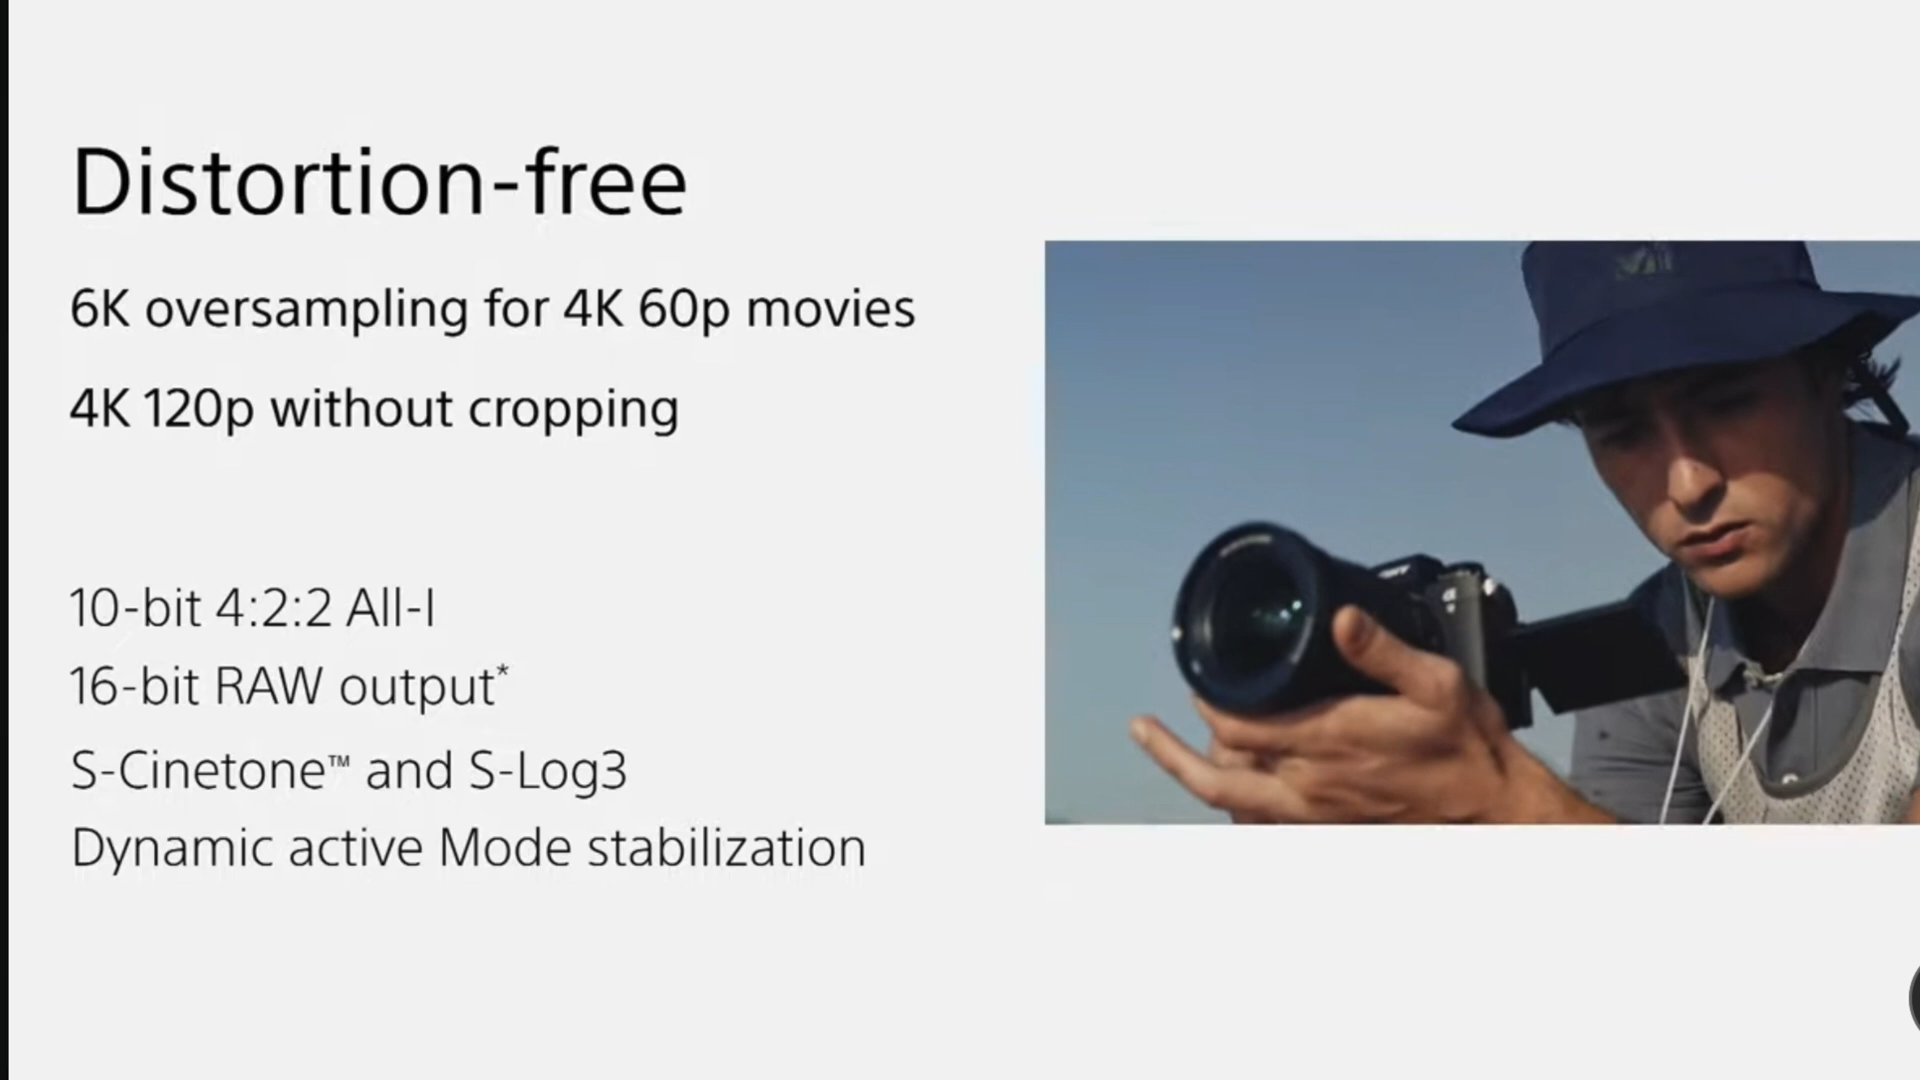 Distortion-free
6K oversampling for 4K 60p movies
4K 120p without cropping
10-bit 4:2:2 All-I
16-bit RAW output*
S-Cinetone™ and S-Log3
Dynamic active Mode stabilization